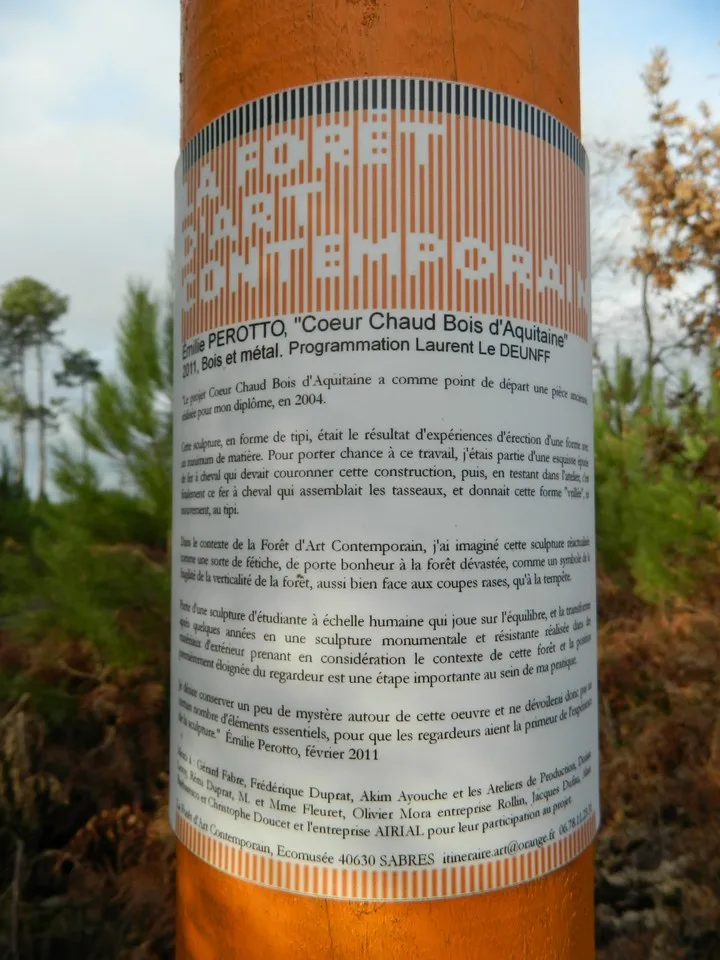 LA FORÊT
D'ART
CONTEMPORAIN
Émilie PEROTTO, "Coeur Chaud Bois d'Aquitaine"
2011, Bois et métal. Programmation Laurent Le DEUNFF
"Le projet Coeur Chaud Bois d'Aquitaine a comme point de départ une pièce ancienne,
réalisée pour mon diplôme, en 2004.
Cette sculpture, en forme de tipi, était le résultat d'expériences d'érection d'une forme avec
un minimum de matière. Pour porter chance à ce travail, j'étais partie d'une esquisse
de fer à cheval qui devait couronner cette construction, puis, en testant dans l'atelier, c'est
finalement ce fer à cheval qui assemblait les tasseaux, et donnait cette forme
mouvement, au tipi.
Dans le contexte de la Forêt d'Art Contemporain, j'ai imaginé cette sculpture réactualisée
comme une sorte de fétiche, de porte bonheur à la forêt dévastée, comme un symbole de la
fragilité de la verticalité de la forêt, aussi bien face aux coupes rases, qu'à la tempête.
Partir d'une sculpture d'étudiante à échelle humaine qui joue sur l'équilibre, et la transformer
après quelques années en une sculpture monumentale et résistante réalisée dans des
matériaux d'extérieur prenant en considération le contexte de cette forêt et la position
premièrement éloignée du regardeur est une étape importante au sein de ma pratique.
Je désire conserver un peu de mystère autour de cette oeuvre et ne dévoilerai donc pas un
certain nombre d'éléments essentiels, pour que les regardeurs aient la primeur de l'expérience
de la sculpture." Émilie Perotto, février 2011
Merci à : Gérard Fabre, Frédérique Duprat, Akim Ayouche et les Ateliers de Production,
Rémi Duprat, M. et Mme Fleuret, Olivier Mora entreprise Rollin, Jacques
et Christophe Doucet et l'entreprise AIRIAL pour leur participation au projet.
La Forêt d'Art Contemporain, Ecomusée 40630 SABRES itineraire.art@orange.fr